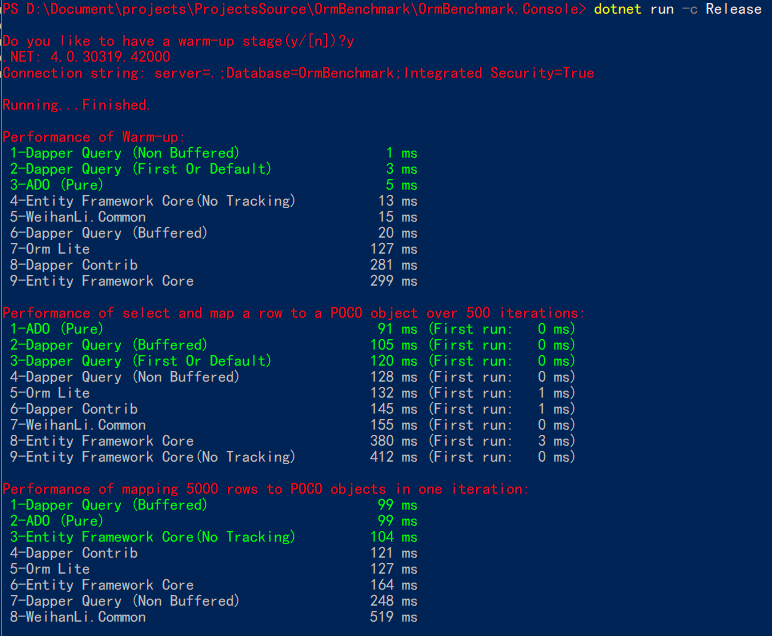 PS D:\Document\projects\ProjectsSource\OrmBenchmark\OrmBenchmark.Console> dotnet run -c Release
Do you like to have a warm-up stage(y/[n])?y
.NET: 4.0.30319.42000
Connection string: server=.;Database=OrmBenchmark;Integrated Security=True
Running...Finished.
Performance of Warm-up:
1-Dapper Query (Non Buffered) 1 ms
2-Dapper Query (First Or Default) 3 ms
3-ADO (Pure) 5 ms
4-Entity Framework Core(No Tracking) 13 ms
5-WeihanLi.Common 15 ms
6-Dapper Query (Buffered) 20 ms
7-Orm Lite 127 ms
8-Dapper Contrib 281 ms
9-Entity Framework Core 299 ms
Performance of select and map a row to a POCO object over 500 iterations:
1-ADO (Pure) 91 ms (First run: 0 ms)
2-Dapper Query (Buffered) 105 ms (First run: 0 ms)
3-Dapper Query (First Or Default) 120 ms (First run: 0 ms)
4-Dapper Query (Non Buffered) 128 ms (First run: 0 ms)
5-Orm Lite 132 ms (First run: 1 ms)
6-Dapper Contrib 145 ms (First run: 1 ms)
7-WeihanLi.Common 155 ms (First run: 0 ms)
8-Entity Framework Core 380 ms (First run: 3 ms)
9-Entity Framework Core(No Tracking) 412 ms (First run: 0 ms)
Performance of mapping 5000 rows to POCO objects in one iteration:
1-Dapper Query (Buffered) 99 ms
2-ADO (Pure) 99 ms
3-Entity Framework Core(No Tracking) 104 ms
4-Dapper Contrib 121 ms
5-Orm Lite 127 ms
6-Entity Framework Core 164 ms
7-Dapper Query (Non Buffered) 248 ms
8-WeihanLi.Common 519 ms